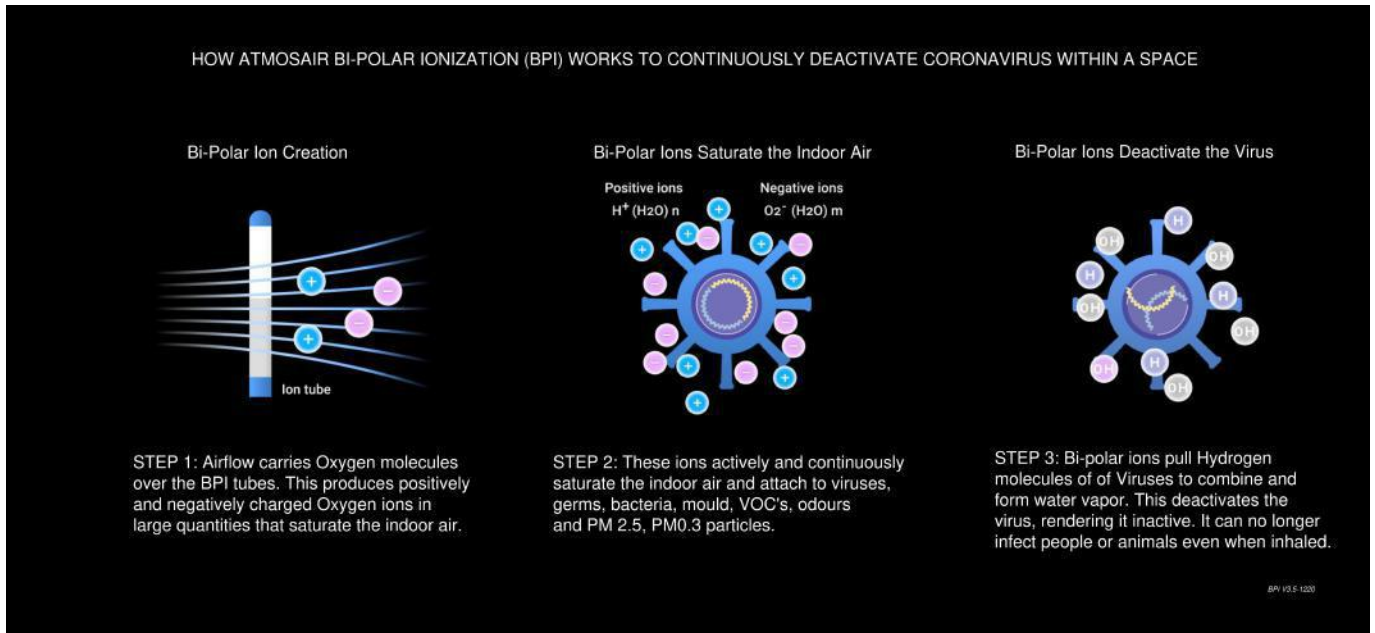 HOW ATMOSAIR BI-POLAR IONIZATION (BPI) WORKS TO CONTINUOUSLY DEACTIVATE CORONAVIRUS WITHIN A SPACE
Bi-Polar Ion Creation
+
−
−
+
Ion tube
STEP 1: Airflow carries Oxygen molecules
over the BPI tubes. This produces positively
and negatively charged Oxygen ions in
large quantities that saturate the indoor air.
Bi-Polar Ions Saturate the Indoor Air
Positive ions
H⁺ (H2O) n
Negative ions
O2⁻ (H2O) m
+
+
−
+
+
−
−
+
−
−
−
−
+
−
+
+
STEP 2: These ions actively and continuously
saturate the indoor air and attach to viruses,
germs, bacteria, mould, VOC's, odours
and PM 2.5, PM0.3 particles.
Bi-Polar Ions Deactivate the Virus
H
OH
OH
H
H
OH
OH
H
OH
OH
STEP 3: Bi-polar ions pull Hydrogen
molecules of of Viruses to combine and
form water vapor. This deactivates the
virus, rendering it inactive. It can no longer
infect people or animals even when inhaled.
BPI V3.5-1220